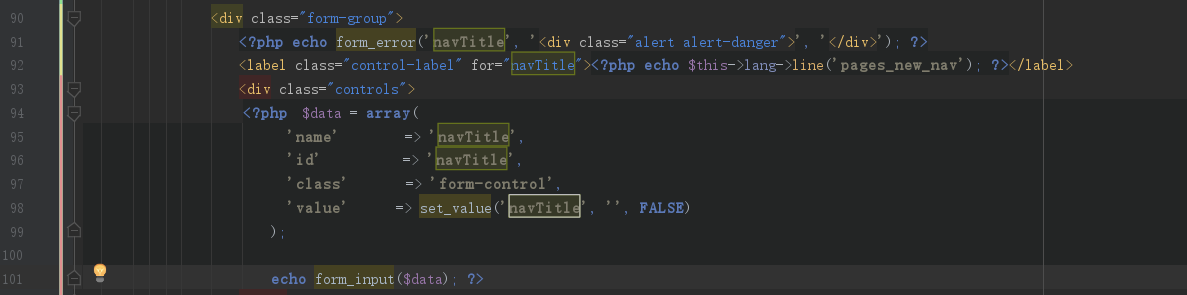 90 <div class="form-group">
91 <?php echo form_error('navTitle', '<div class="alert alert-danger">', '</div>'); ?>
92 <label class="control-label" for="navTitle"><?php echo $this->lang->line('pages_new_nav'); ?></label>
93 <div class="controls">
94 <?php $data = array(
95 'name' => 'navTitle',
96 'id' => 'navTitle',
97 'class' => 'form-control',
98 'value' => set_value('navTitle', '', FALSE)
99 );
100
101 echo form_input($data); ?>